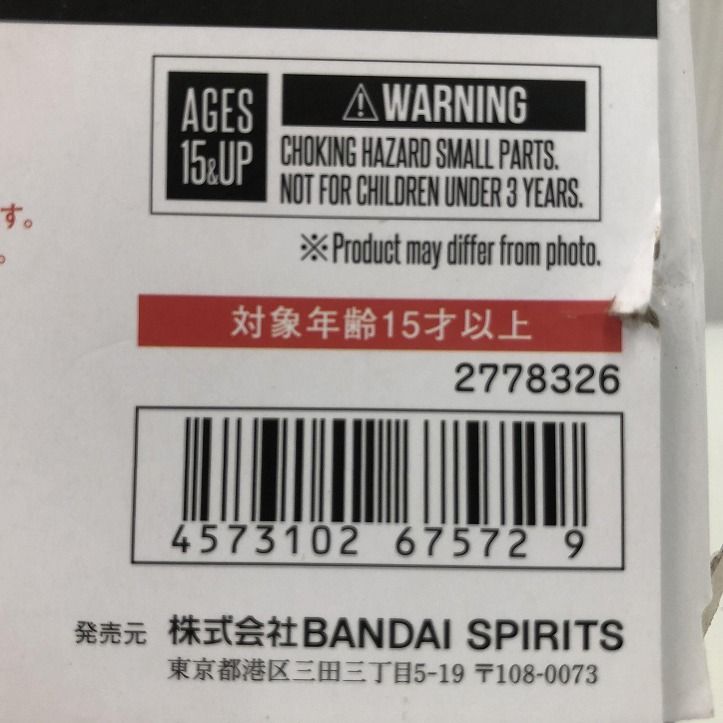 AGES
15&UP
⚠WARNING
CHOKING HAZARD SMALL PARTS.
NOT FOR CHILDREN UNDER 3 YEARS.
す。
。
※Product may differ from photo.
対象年齢15才以上
2778326
4573102 67572 9
発売元 株式会社BANDAI SPIRITS
東京都港区三田三丁目5-19 〒108-0073